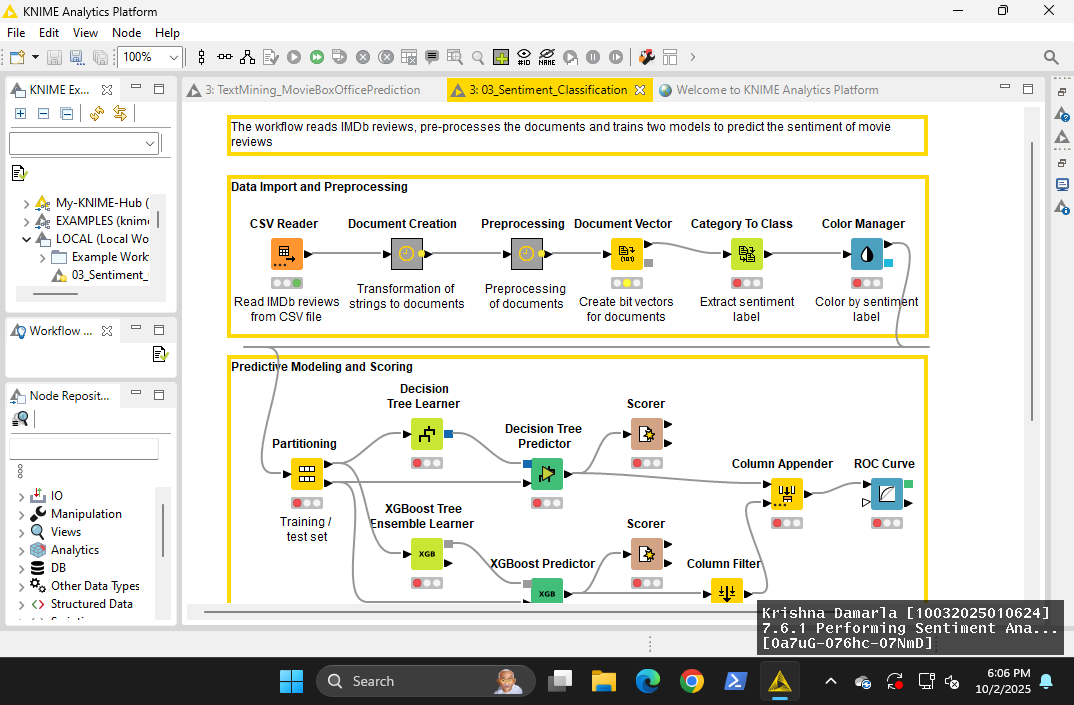 KNIME Analytics Platform
File Edit View Node Help
100%
#ID
NAME
KNIME Ex...
My-KNIME-Hub (
EXAMPLES (knime
LOCAL (Local Wo
Example Work
03_Sentiment_
Workflow ...
Node Reposit...
IO
Manipulation
Views
Analytics
DB
Other Data Types
Structured Data
3: TextMining_MovieBoxOfficePrediction
3: 03_Sentiment_Classification
Welcome to KNIME Analytics Platform
The workflow reads IMDb reviews, pre-processes the documents and trains two models to predict the sentiment of movie
reviews
Data Import and Preprocessing
CSV Reader
Read IMDb reviews
from CSV file
Document Creation
Transformation of
strings to documents
Preprocessing
Preprocessing
of documents
Document Vector
Create bit vectors
for documents
Category To Class
Extract sentiment
label
Color Manager
Color by sentiment
label
Predictive Modeling and Scoring
Partitioning
Training /
test set
Decision
Tree Learner
Decision Tree
Predictor
Scorer
Column Appender
ROC Curve
XGBoost Tree
Ensemble Learner
XGB
XGBoost Predictor
XGB
Scorer
Column Filter
Krishna Damarla [10032025010624]
7.6.1 Performing Sentiment Ana...
[0a7uG-076hc-07NmD]
Search
6:06 PM
10/2/2025